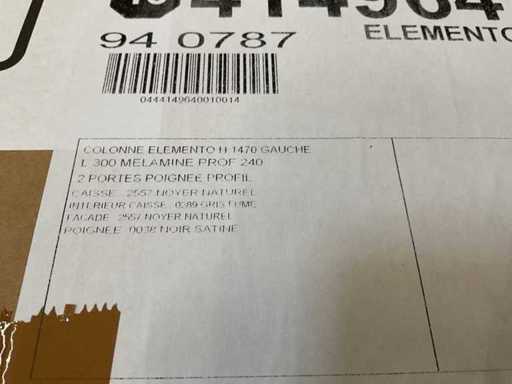 414964
94 0787
ELEMENTO
0444149640010014
COLONNE ELEMENTO H 1470 GAUCHE
L 300 MELAMINE PROF 240
2 PORTES POIGNEE PROFIL
CAISSE : 2557 NOYER NATUREL
INTERIEUR CAISSE : 0389 GRIS FUME
FACADE : 2557 NOYER NATUREL
POIGNEE : 0038 NOIR SATINE